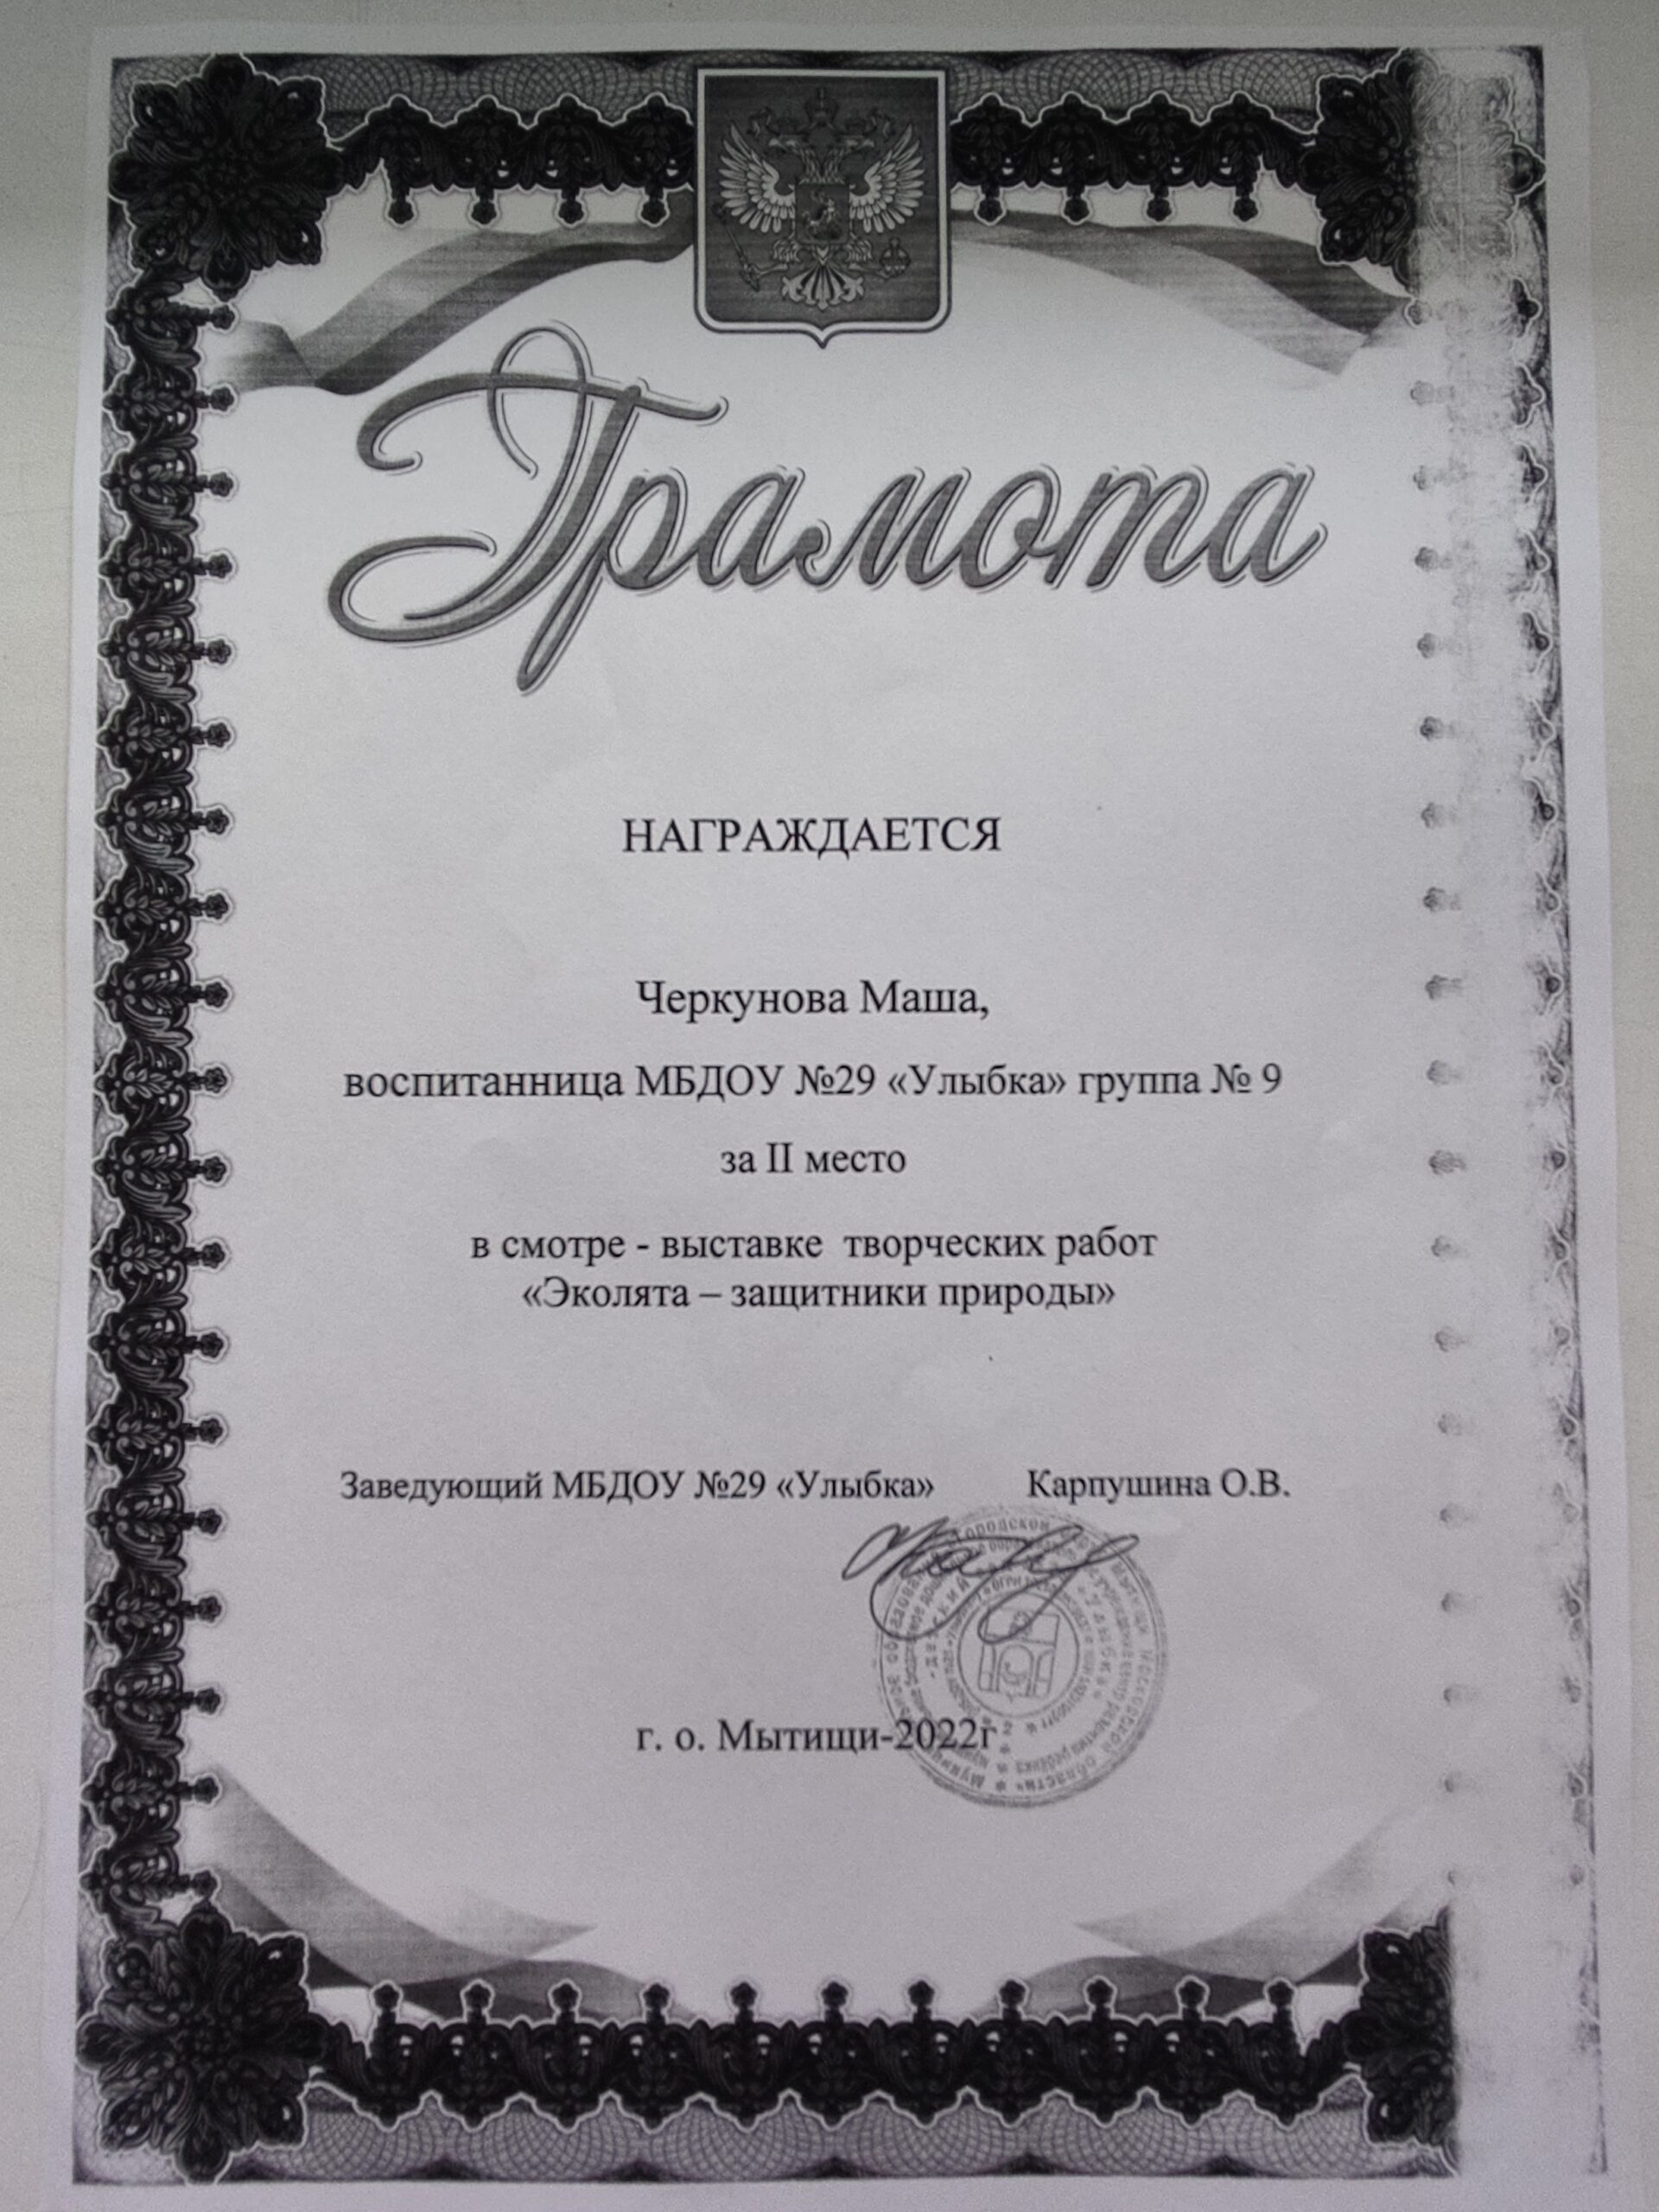 Грамота
НАГРАЖДАЕТСЯ
Черкунова Маша,
воспитанница МБДОУ №29 «Улыбка» группа № 9
за II место
в смотре - выставке творческих работ
«Эколята – защитники природы»
Заведующий МБДОУ №29 «Улыбка» Карпушина О.В.
г. о. Мытищи-2022г